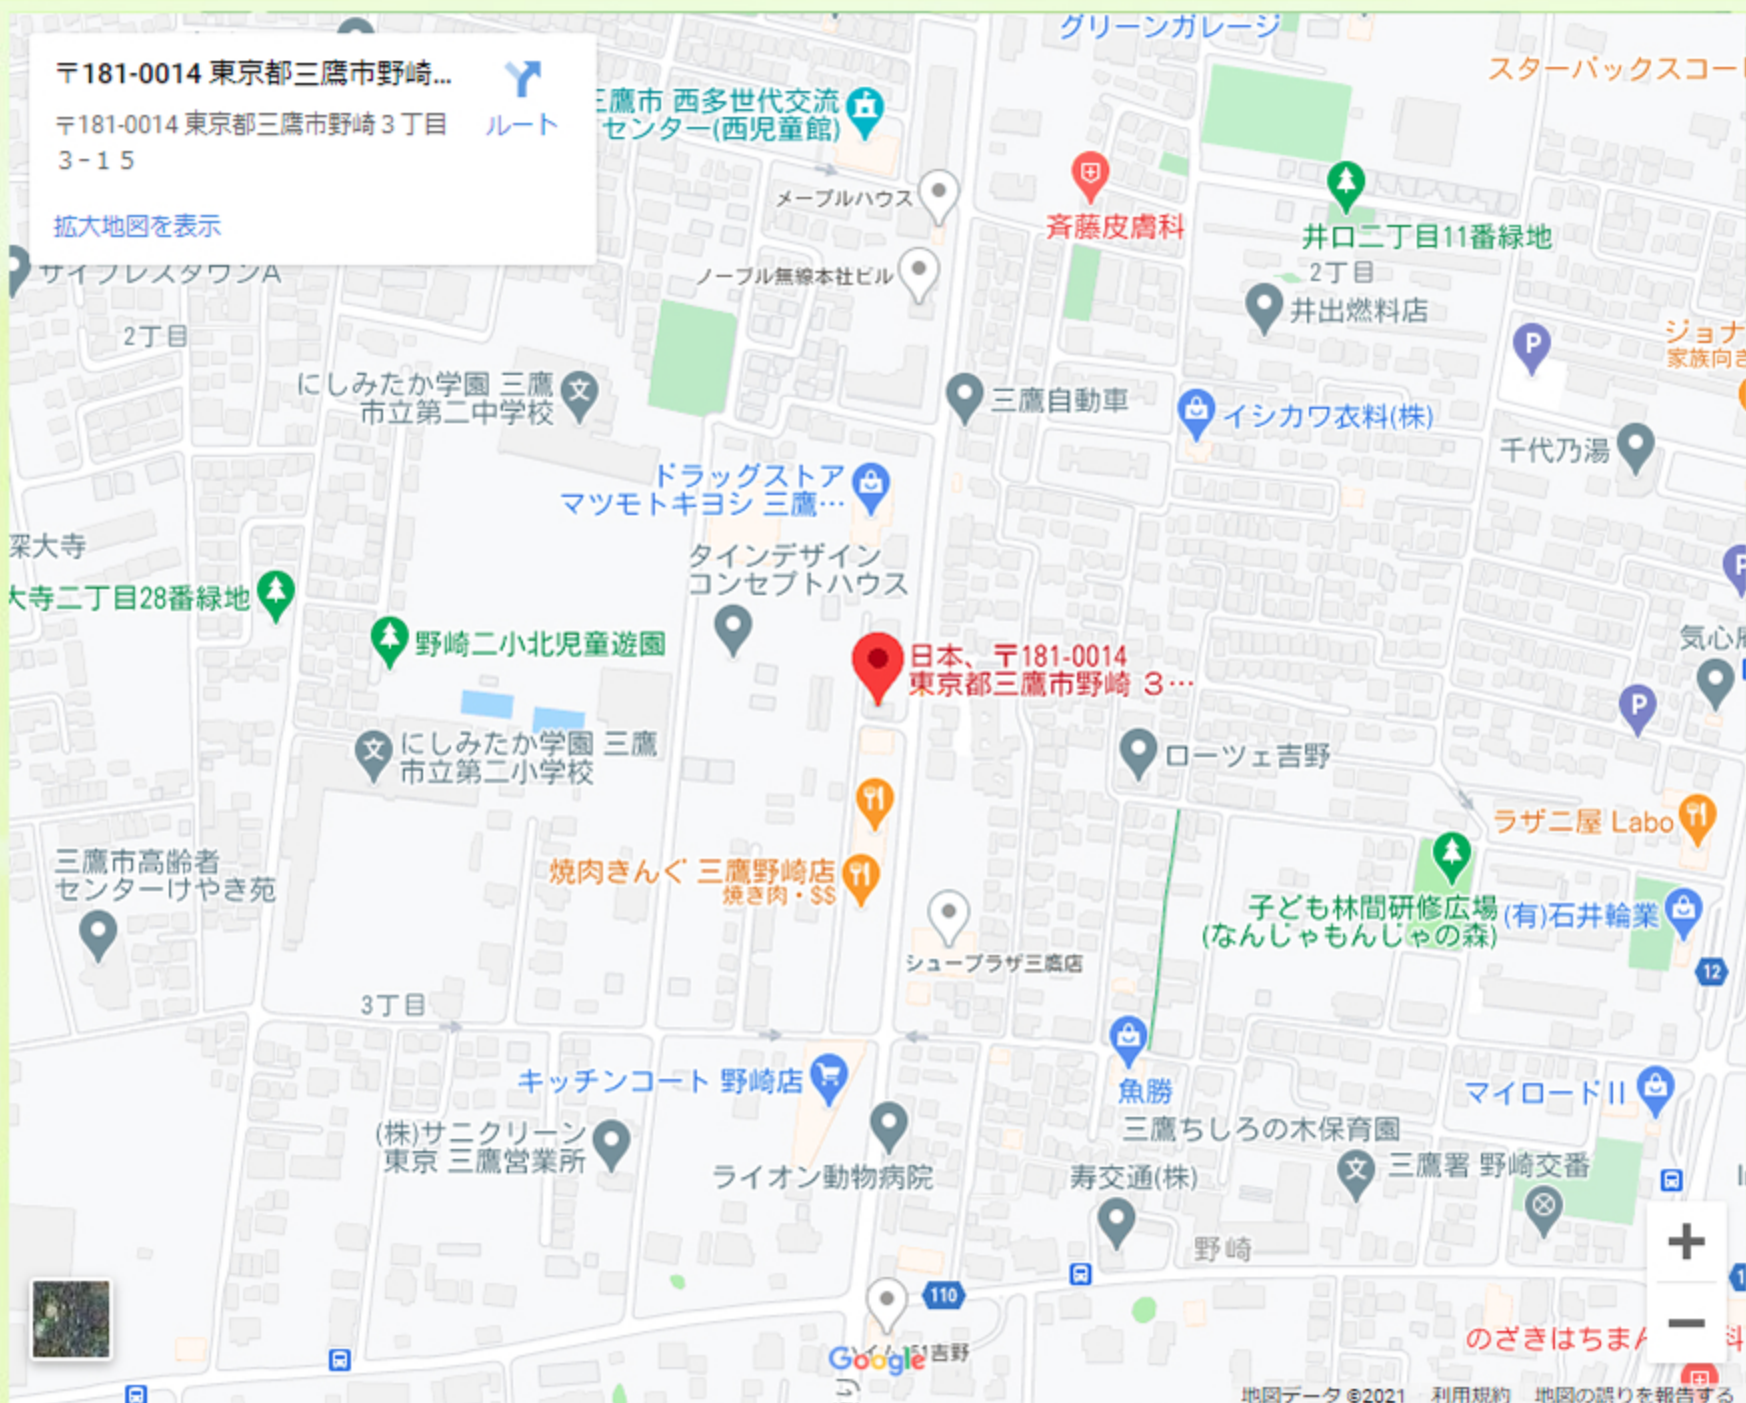 グリーンガレージ
〒181-0014 東京都三鷹市野崎...
〒181-0014 東京都三鷹市野崎3丁目
3-15
ルート
拡大地図を表示
スターバックスコー
三鷹市 西多世代交流
センター(西児童館)
メープルハウス
斉藤皮膚科
井口二丁目11番緑地
2丁目
ノーブル無線本社ビル
サイプレスタウンA
井出燃料店
2丁目
P
ジョナ
家族向き
にしみたか学園 三鷹
市立第二中学校
文
三鷹自動車
イシカワ衣料(株)
千代乃湯
ドラッグストア
マツモトキヨシ 三鷹…
深大寺
タインデザイン
コンセプトハウス
P
大寺二丁目28番緑地
野崎二小北児童遊園
日本、〒181-0014
東京都三鷹市野崎 3…
気心
P
にしみたか学園 三鷹
市立第二小学校
文
ローツェ吉野
ラザニ屋 Labo
三鷹市高齢者
センターけやき苑
焼肉きんぐ 三鷹野崎店
焼き肉・$$
子ども林間研修広場
(なんじゃもんじゃの森)
(有)石井輪業
シュープラザ三鷹店
12
3丁目
キッチンコート 野崎店
魚勝
マイロードII
(株)サニクリーン
東京 三鷹営業所
三鷹ちしろの木保育園
文
ライオン動物病院
寿交通(株)
三鷹署 野崎交番
野崎
+
110
−
のざきはちまん
科
Google
51吉野
り
地図データ ©2021
利用規約
地図の誤りを報告する